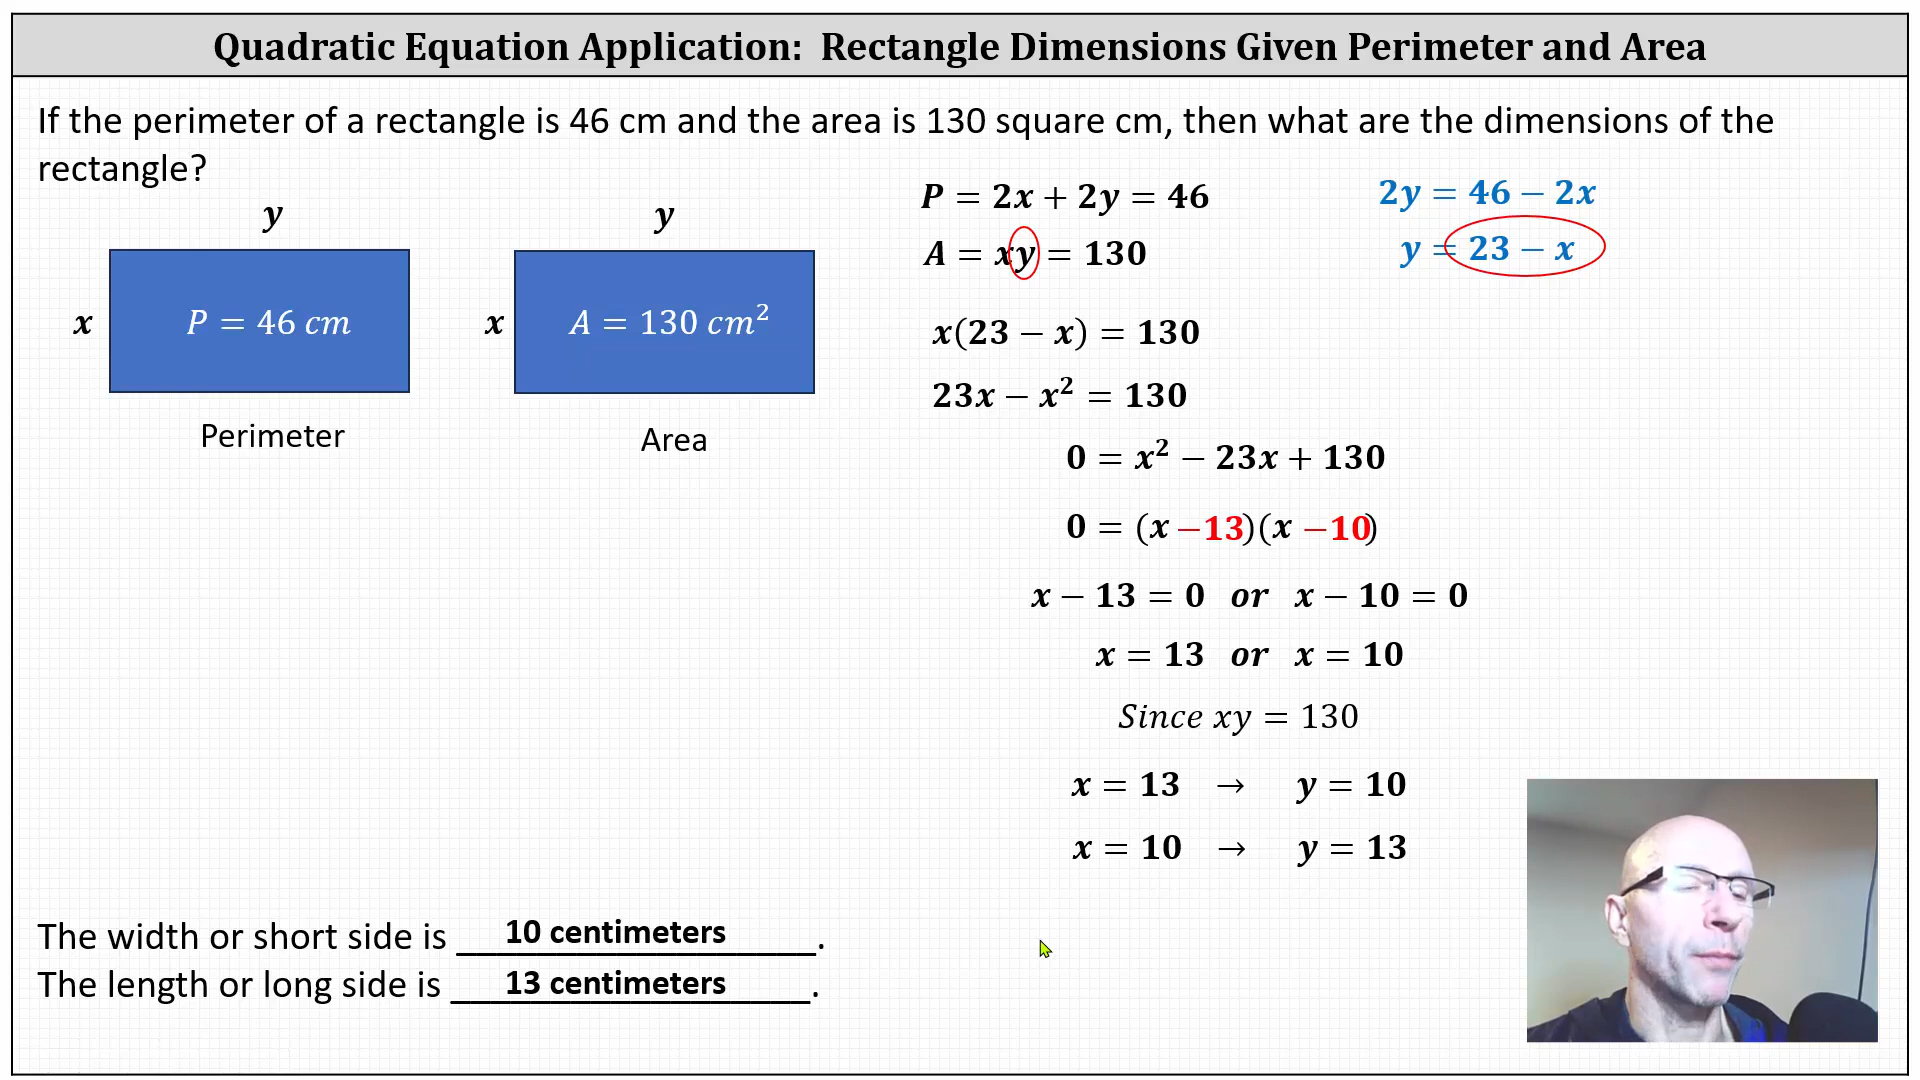 Quadratic Equation Application:  Rectangle Dimensions Given Perimeter and Area
If the perimeter of a rectangle is 46 cm and the area is 130 square cm, then what are the dimensions of the
rectangle?
y
x
P = 46 cm
Perimeter
y
x
A = 130 cm²
Area
P = 2x + 2y = 46
A = xy = 130
2y = 46 − 2x
y = 23 − x
x(23 − x) = 130
23x − x² = 130
0 = x² − 23x + 130
0 = (x −13)(x −10)
x − 13 = 0 or x − 10 = 0
x = 13 or x = 10
Since xy = 130
x = 13 → y = 10
x = 10 → y = 13
The width or short side is 10 centimeters.
The length or long side is 13 centimeters.